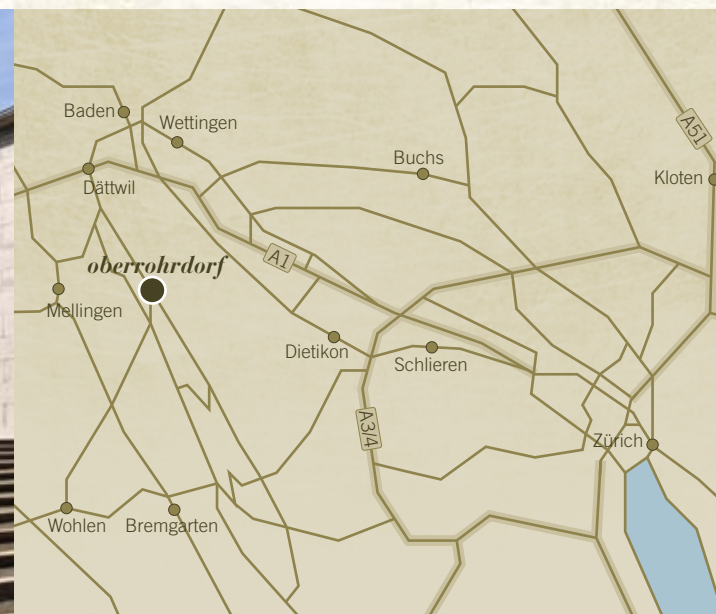 A51
Baden
Wettingen
Buchs
Kloten
Dättwil
A1
oberrohrdorf
Mellingen
Dietikon
Schlieren
A3/4
Zürich
Wohlen
Bremgarten